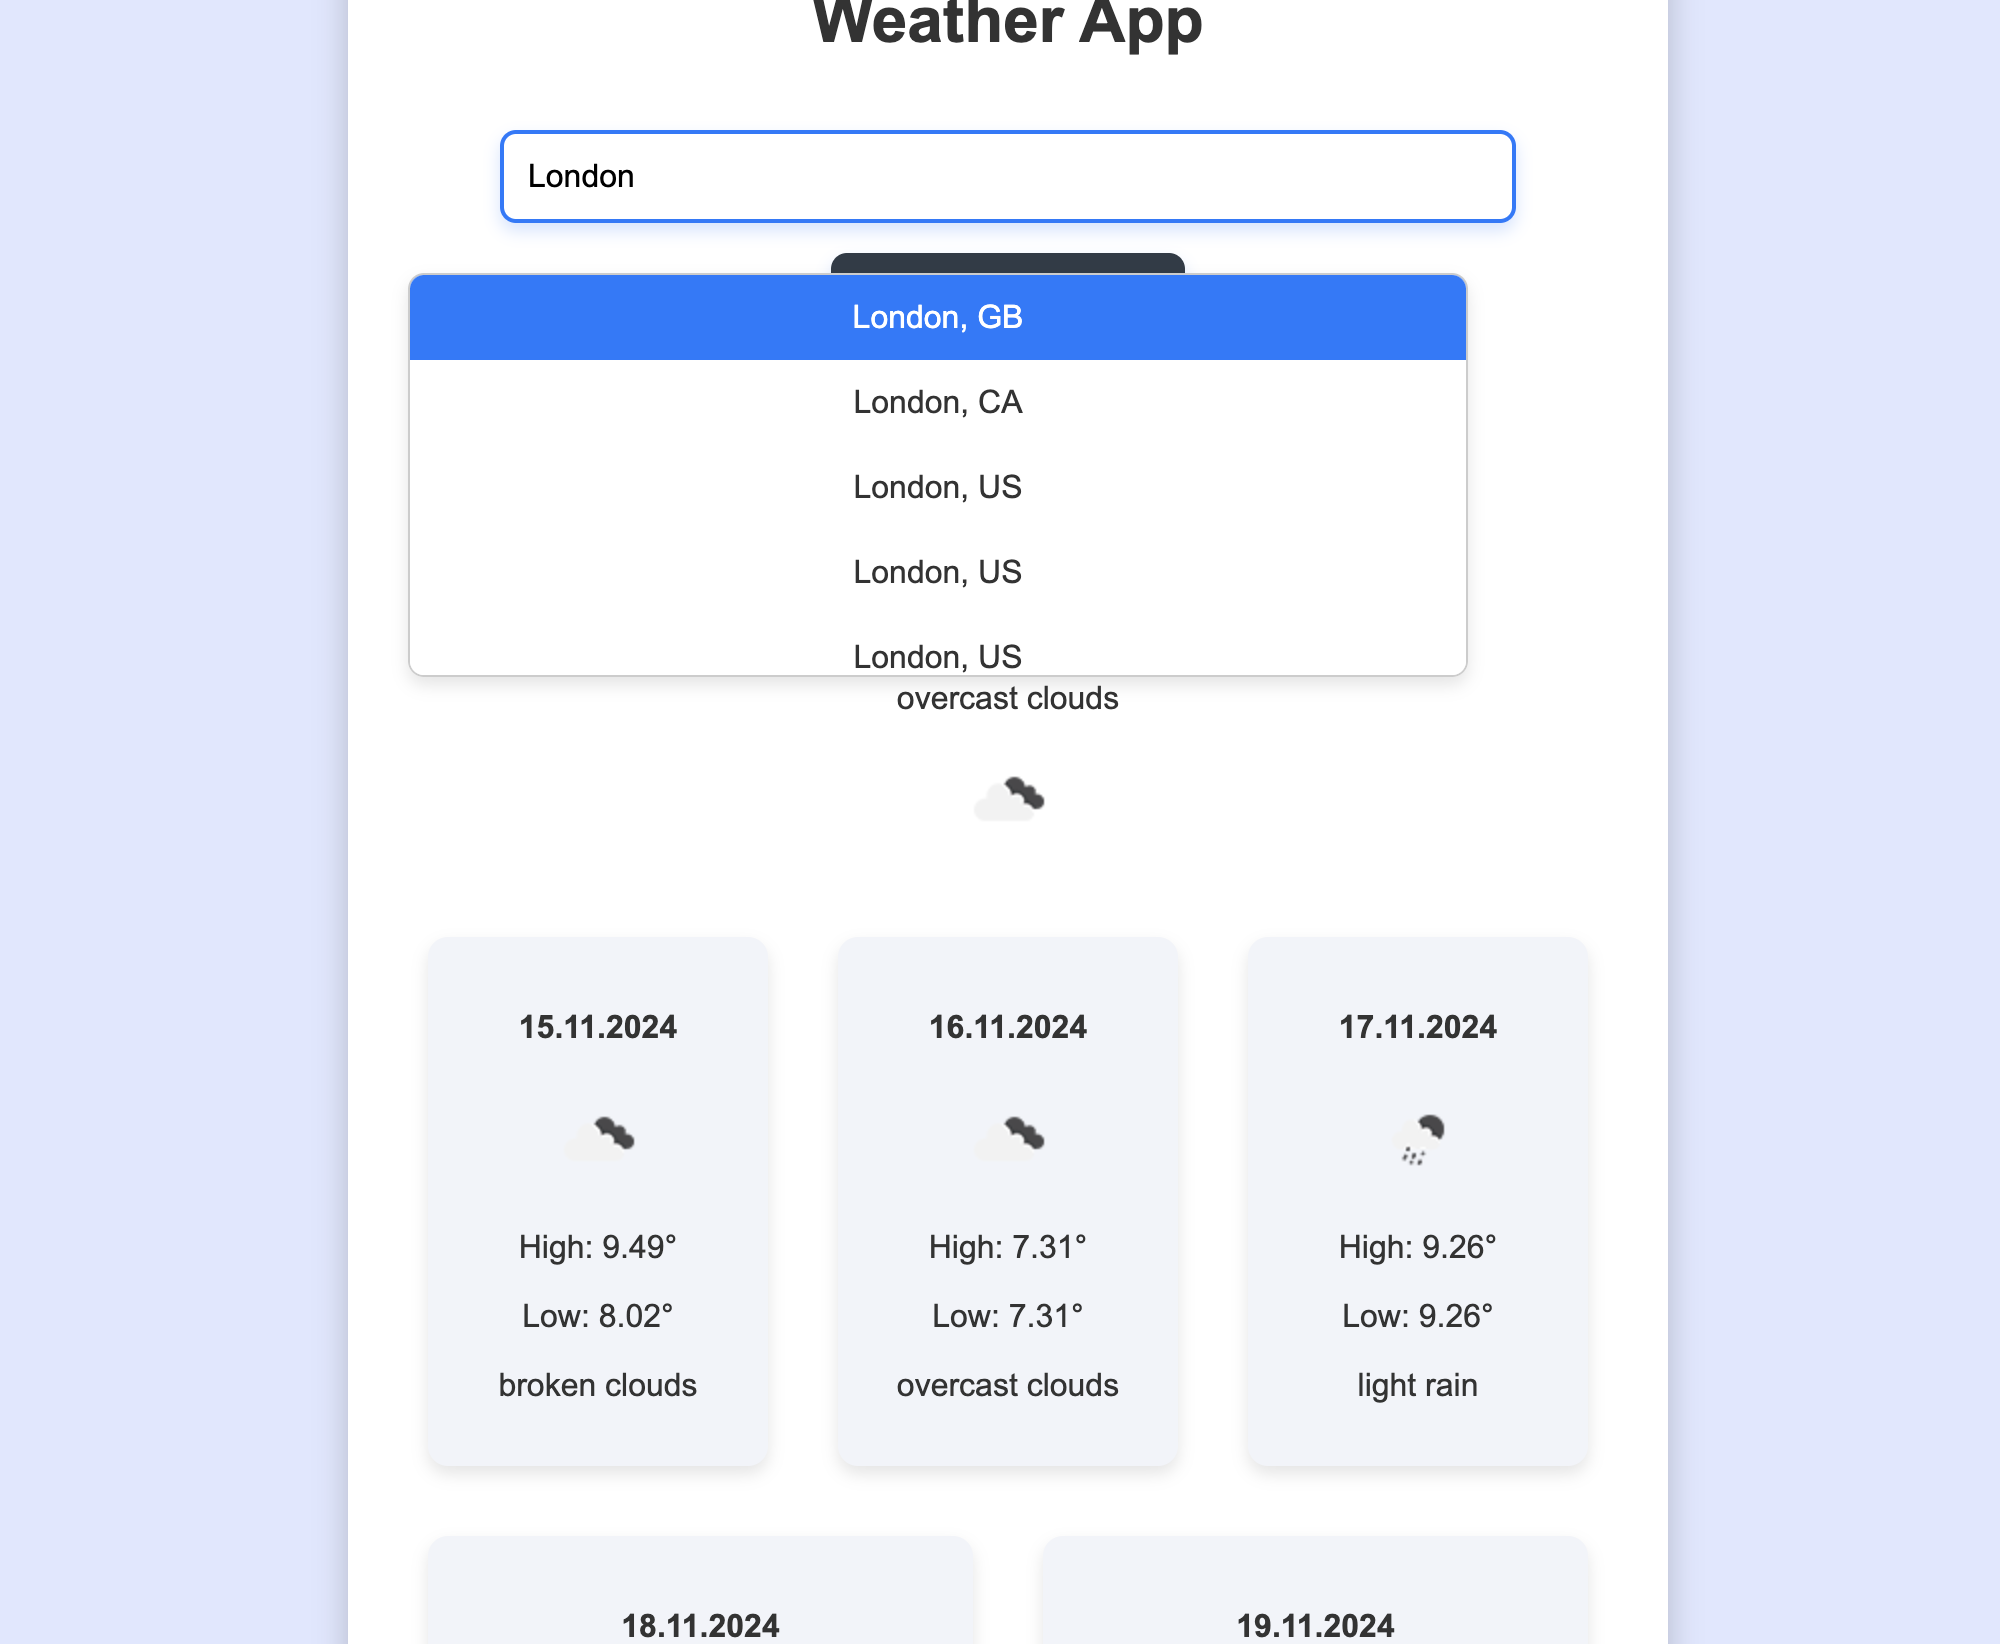 Weather App
London
London, GB
London, CA
London, US
London, US
London, US
overcast clouds
15.11.2024
High: 9.49°
Low: 8.02°
broken clouds
16.11.2024
High: 7.31°
Low: 7.31°
overcast clouds
17.11.2024
High: 9.26°
Low: 9.26°
light rain
18.11.2024
19.11.2024